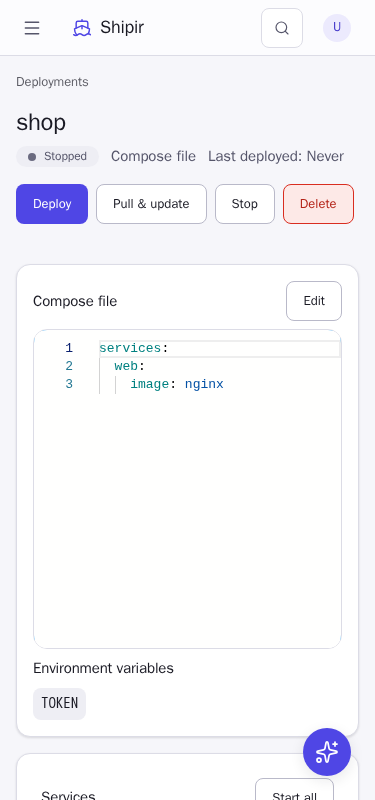 Shipir
U
Deployments
shop
Stopped Compose file Last deployed: Never
Deploy Pull & update Stop Delete
Compose file Edit
1 services:
2 web:
3 image: nginx
Environment variables
TOKEN
Services Start all